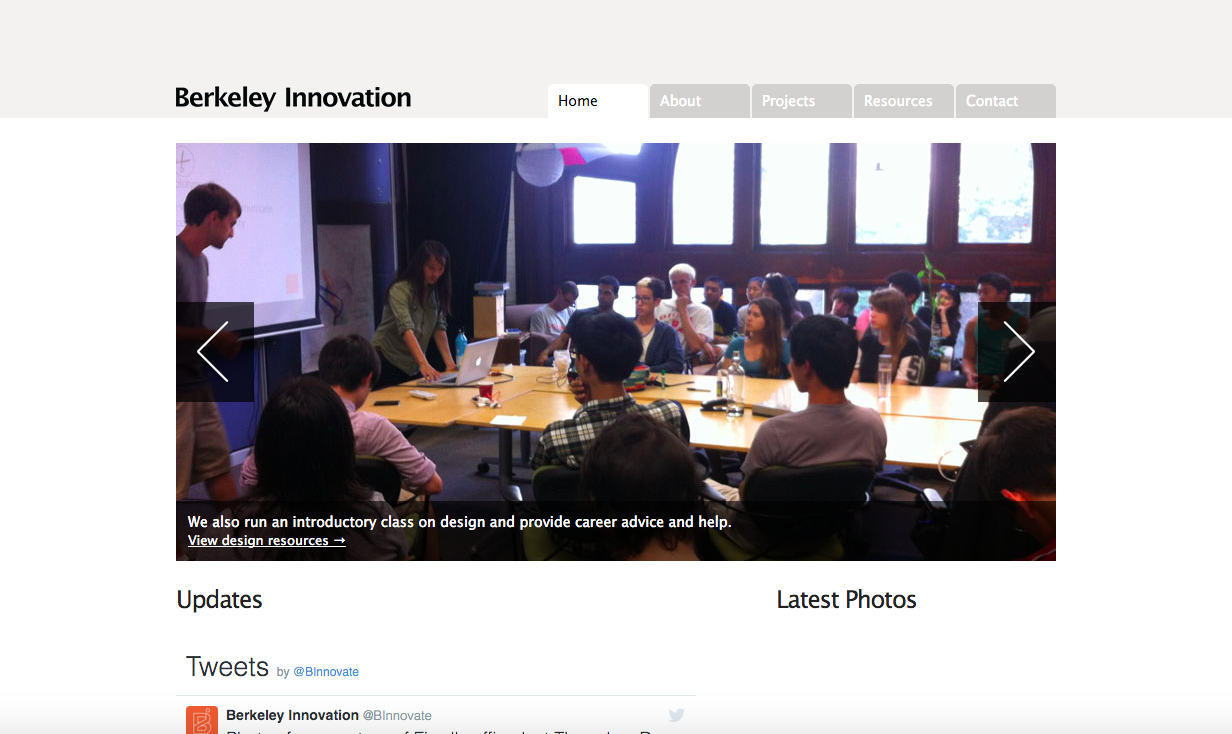 Berkeley Innovation
Home
About
Projects
Resources
Contact
We also run an introductory class on design and provide career advice and help.
View design resources →
Updates
Latest Photos
Tweets by @BInnovate
Berkeley Innovation @BInnovate